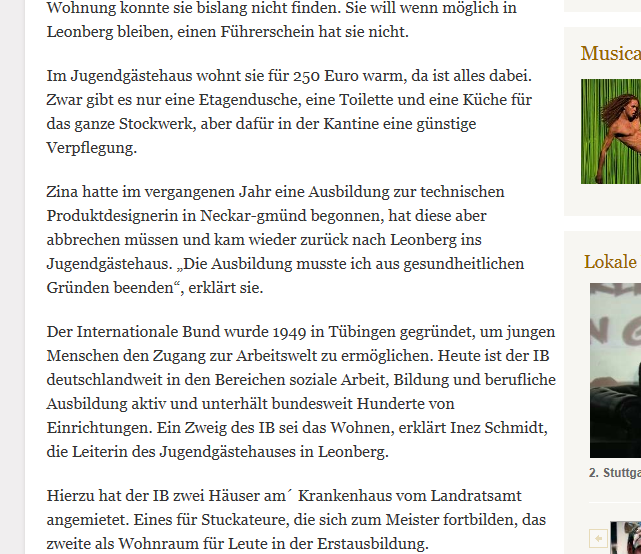 Wohnung konnte sie bislang nicht finden. Sie will wenn möglich in
Leonberg bleiben, einen Führerschein hat sie nicht.
Im Jugendgästehaus wohnt sie für 250 Euro warm, da ist alles dabei.
Zwar gibt es nur eine Etagendusche, eine Toilette und eine Küche für
das ganze Stockwerk, aber dafür in der Kantine eine günstige
Verpflegung.
Zina hatte im vergangenen Jahr eine Ausbildung zur technischen
Produktdesignerin in Neckar-gmünd begonnen, hat diese aber
abbrechen müssen und kam wieder zurück nach Leonberg ins
Jugendgästehaus. „Die Ausbildung musste ich aus gesundheitlichen
Gründen beenden“, erklärt sie.
Der Internationale Bund wurde 1949 in Tübingen gegründet, um jungen
Menschen den Zugang zur Arbeitswelt zu ermöglichen. Heute ist der IB
deutschlandweit in den Bereichen soziale Arbeit, Bildung und berufliche
Ausbildung aktiv und unterhält bundesweit Hunderte von
Einrichtungen. Ein Zweig des IB sei das Wohnen, erklärt Inez Schmidt,
die Leiterin des Jugendgästehauses in Leonberg.
Hierzu hat der IB zwei Häuser am´ Krankenhaus vom Landratsamt
angemietet. Eines für Stuckateure, die sich zum Meister fortbilden, das
zweite als Wohnraum für Leute in der Erstausbildung.
Musica
Lokale
2. Stuttga